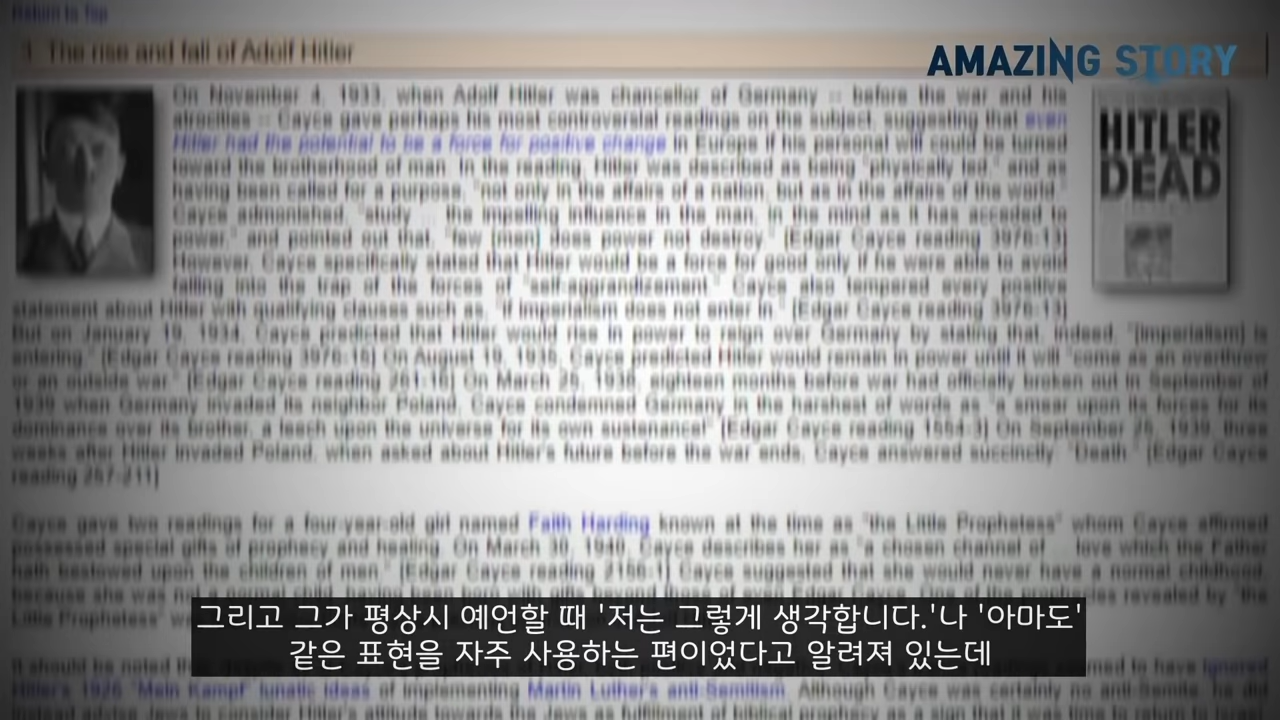 Return to Top
The rise and fall of Adolf Hitler
AMAZING STORY
On November 4, 1933, when Adolf Hitler was chancellor of Germany -- before the war and his
atrocities -- Cayce gave perhaps his most controversial readings on the subject, suggesting that even
Hitler had the potential to be a force for positive change in Europe if his personal will could be turned
toward the brotherhood of man. In the reading, Hitler was described as being "physically led," and as
having been called for a purpose, "not only in the affairs of a nation, but as in the affairs of the world."
Cayce admonished, "study the impelling influence in the man, in the mind as it has acceded to
power," and pointed out that, "few [men] does power not destroy." [Edgar Cayce reading 3976-13]
However, Cayce specifically stated that Hitler would be a force for good only if he were able to avoid
falling into the trap of the forces of "self-aggrandizement." Cayce also tempered every positive
statement about Hitler with qualifying clauses such as, "if imperialism does not enter in." [Edgar Cayce reading 3976-13]
HITLER
DEAD
But on January 19, 1934, Cayce predicted that Hitler would rise in power to reign over Germany by stating that, indeed, "[Imperialism] is
entering." [Edgar Cayce reading] On August Cayce predicted Hitler would remain in power until it will "come as an overthrow
or an outside war." [Edgar Cayce reading] On March eighteen months before war had officially broken out in September of
1939 when Germany invaded its neighbor Poland, Cayce condemned Germany in the harshest of words as "a smear upon its forces for its
dominance over its brother, a leech upon the universe for its own sustenance!" [Edgar Cayce reading] On September 1939, three
weeks after Hitler invaded Poland, when asked about Hitler's future before the war ends, Cayce answered succinctly "Death." [Edgar Cayce
reading 257-211]
Cayce gave two readings for a four-year-old girl named Faith Harding known at the time as "the Little Prophetess" whom Cayce affirmed
possessed special gifts of prophecy and healing. On March Cayce describes her as "a chosen channel of love which the Father
hath bestowed upon the children of men." [Edgar Cayce reading] Cayce suggested that she would never have a normal childhood,
because she was
Little Prophetess"
그리고 그가 평상시 예언할 때 '저는 그렇게 생각합니다.'나 '아마도'
같은 표현을 자주 사용하는 편이었다고 알려져 있는데
It should be noted to have ignored
Hitler's 1925 "Mein Kampf" lunatic ideas of implementing Martin Luther's anti-Semitism. Although Cayce was certainly no anti-Semite, he did